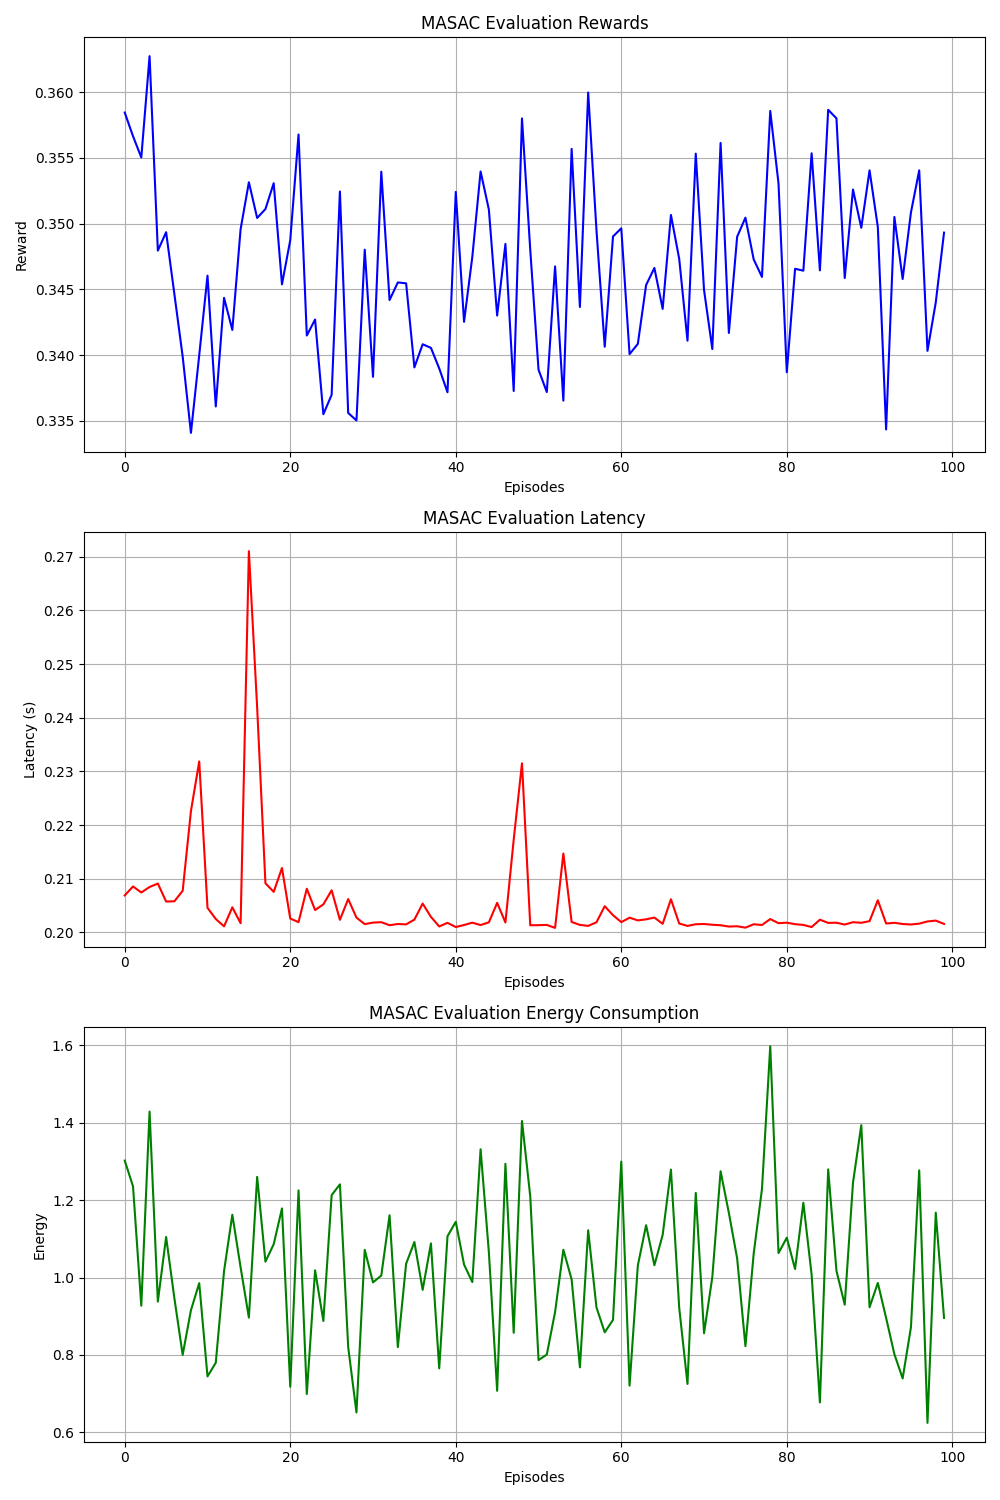 MASAC Evaluation Rewards
0.360
0.355
0.350
0.345
0.340
0.335
Reward
0 20 40 60 80 100
Episodes
MASAC Evaluation Latency
0.27
0.26
0.25
0.24
0.23
0.22
0.21
0.20
Latency (s)
0 20 40 60 80 100
Episodes
MASAC Evaluation Energy Consumption
1.6
1.4
1.2
1.0
0.8
0.6
Energy
0 20 40 60 80 100
Episodes